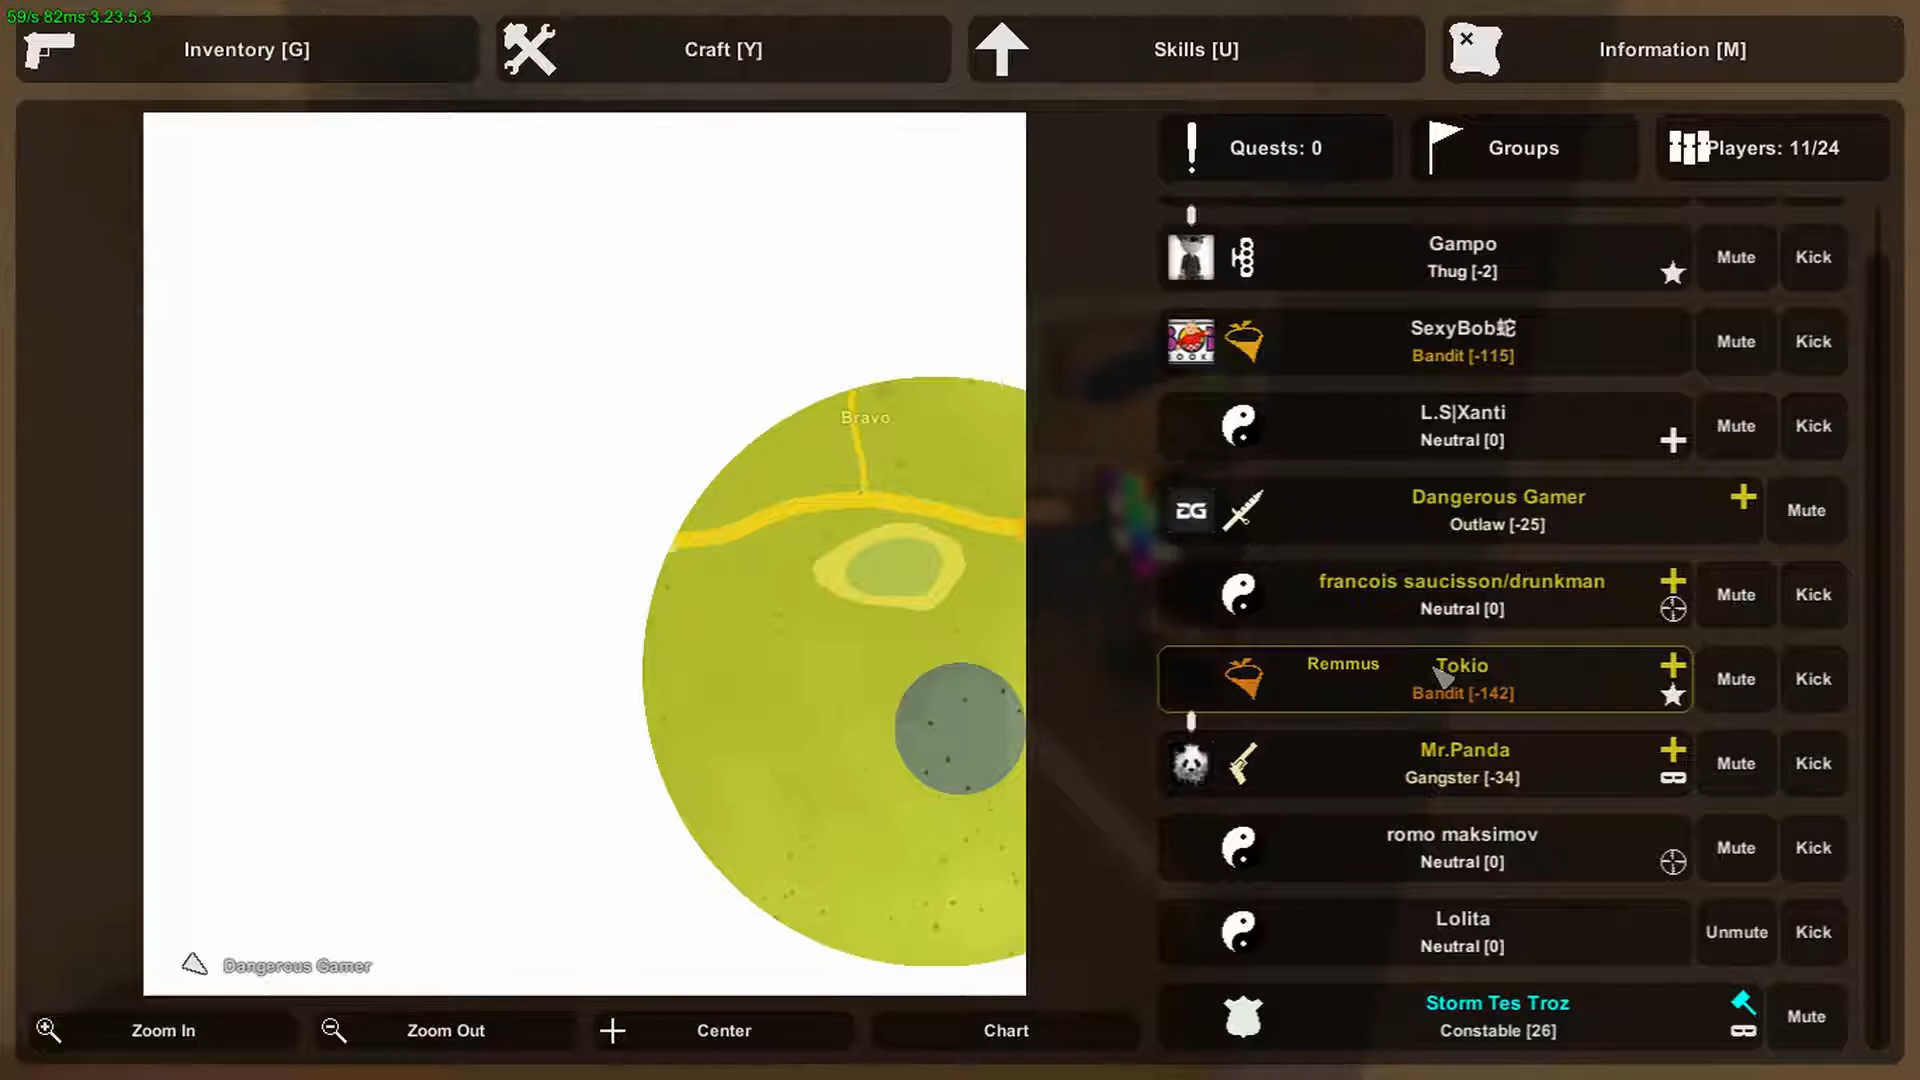 59/s 82ms 3.23.5.3
Inventory [G]
Craft [Y]
Skills [U]
Information [M]
Quests: 0
Groups
Players: 11/24
Gampo
Thug [-2]
Mute
Kick
SexyBob蛇
Bandit [-115]
Mute
Kick
L.S|Xanti
Neutral [0]
Mute
Kick
DG
Dangerous Gamer
Outlaw [-25]
Mute
francois saucisson/drunkman
Neutral [0]
Mute
Kick
Remmus
Tokio
Bandit [-142]
Mute
Kick
Mr.Panda
Gangster [-34]
Mute
Kick
romo maksimov
Neutral [0]
Mute
Kick
Lolita
Neutral [0]
Unmute
Kick
Storm Tes Troz
Constable [26]
Mute
Bravo
Dangerous Gamer
Zoom In
Zoom Out
Center
Chart